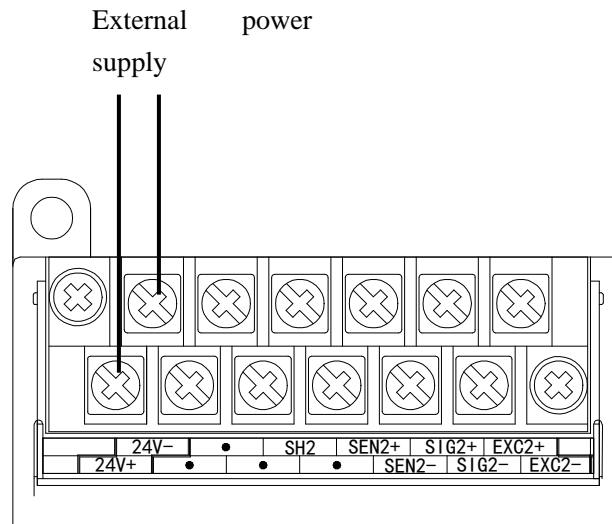 External power
supply
24V- ● SH2 SEN2+ SIG2+ EXC2+
24V+ ● ● ● SEN2- SIG2- EXC2-